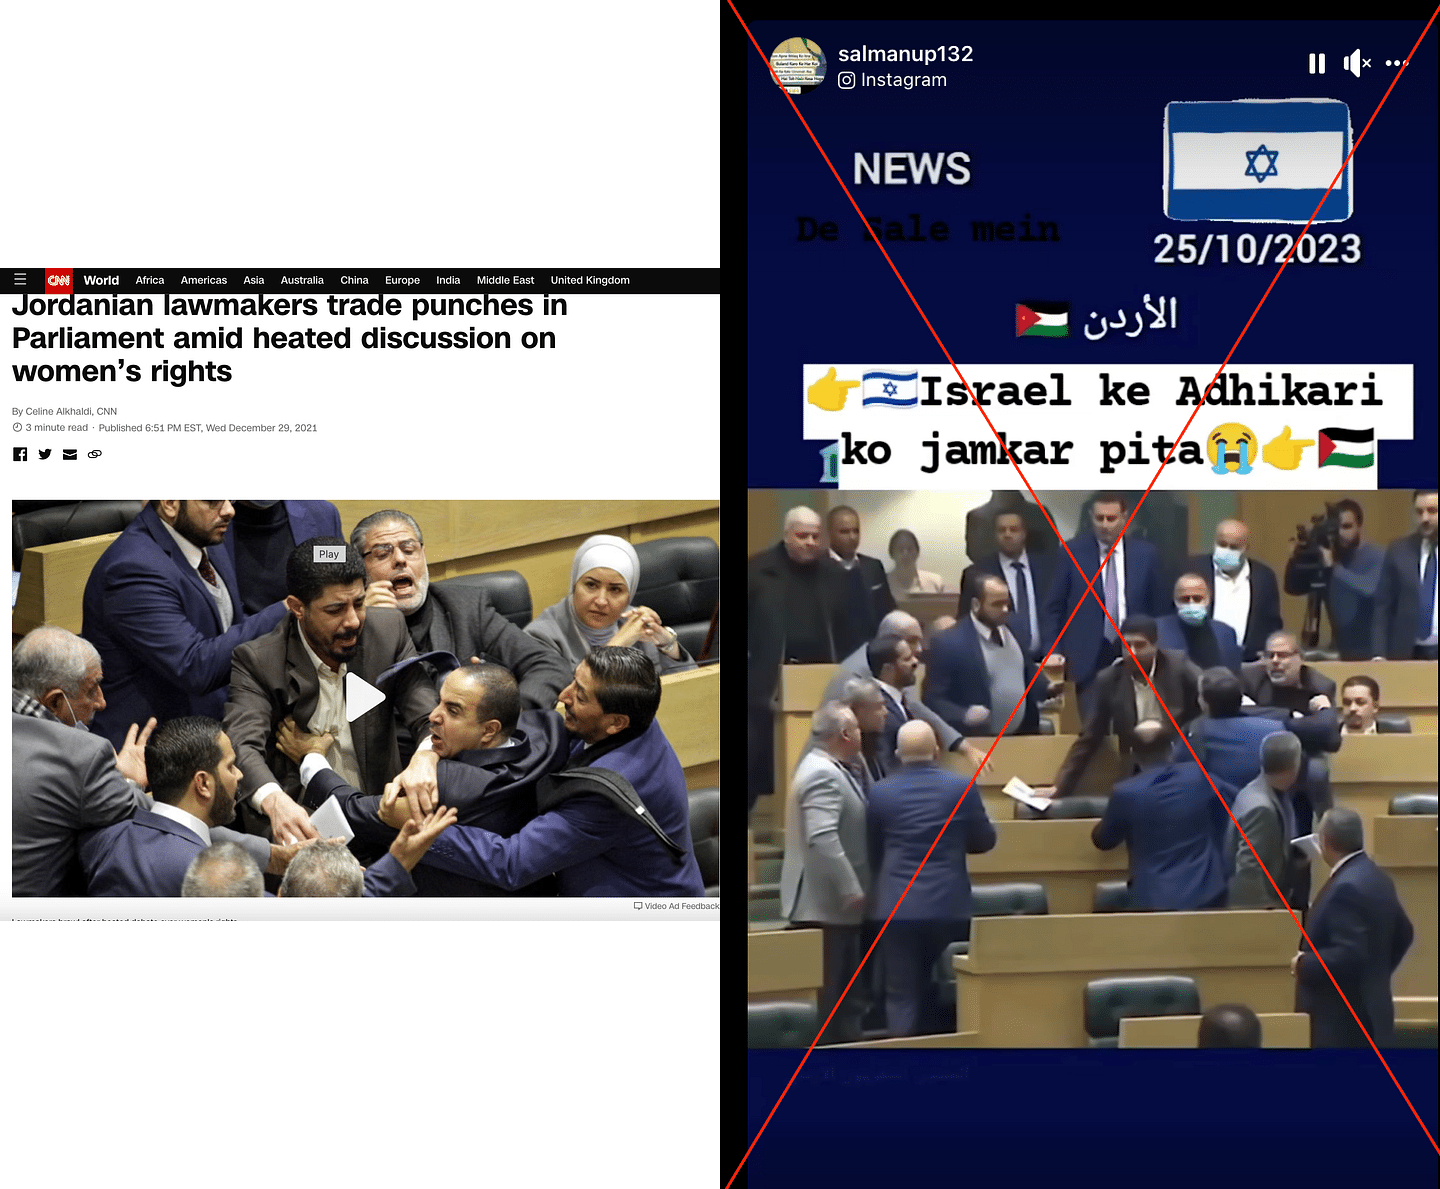 CNN World Africa Americas Asia Australia China Europe India Middle East United Kingdom
Jordanian lawmakers trade punches in
Parliament amid heated discussion on
women's rights
By Celine Alkhaldi, CNN
3 minute read · Published 6:51 PM EST, Wed December 29, 2021
Play
Video Ad Feedback
salmanup132
Instagram
NEWS
De Sale mein
25/10/2023
الأردن
Israel ke Adhikari
ko jamkar pita